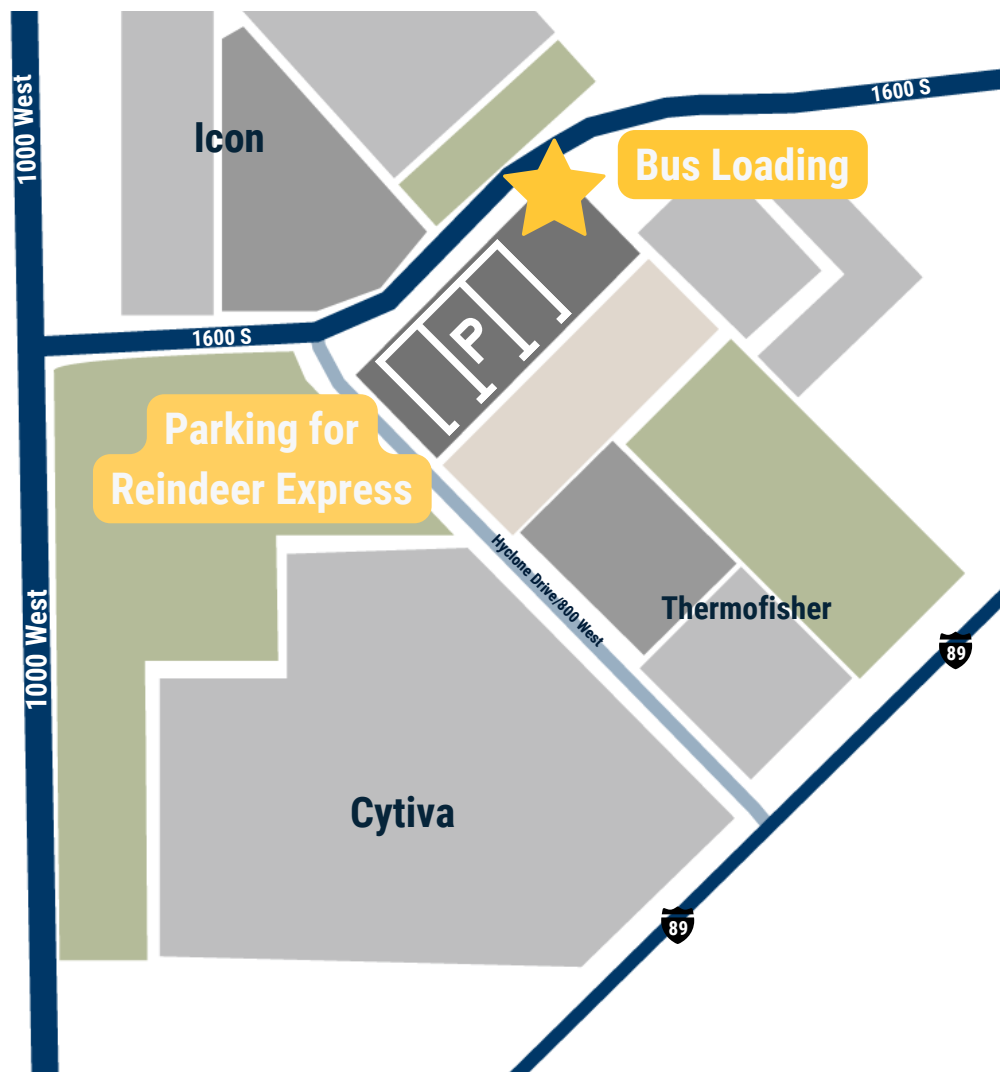 1000 West
Icon
1600 S
Bus Loading
P
1600 S
Parking for
Reindeer Express
Hyclone Drive/800 West
1000 West
Thermofisher
89
Cytiva
89